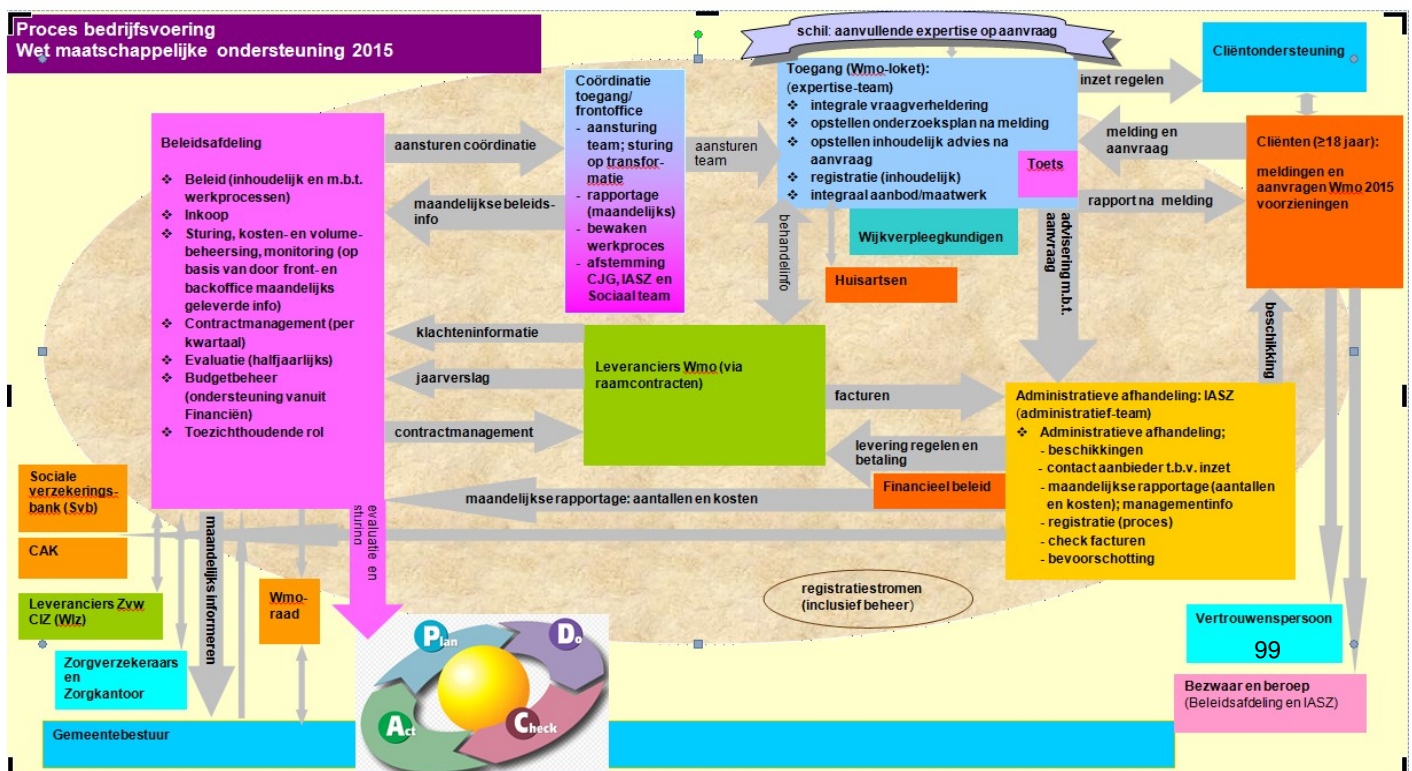 Proces bedrijfsvoering
Wet maatschappelijke ondersteuning 2015
schil: aanvullende expertise op aanvraag
Cliëntondersteuning
Toegang (Wmo-loket):
(expertise-team)
❖ integrale vraagverheldering
❖ opstellen onderzoeksplan na melding
❖ opstellen inhoudelijk advies na
aanvraag
❖ registratie (inhoudelijk)
❖ integraal aanbod/maatwerk
Toets
inzet regelen
melding en
aanvraag
rapport na melding
Cliënten (≥18 jaar):
meldingen en
aanvragen Wmo 2015
voorzieningen
Coördinatie
toegang/
frontoffice
- aansturing
team; sturing
op transfor-
matie
- rapportage
(maandelijks)
- bewaken
werkproces
- afstemming
CJG, IASZ en
Sociaal team
aansturen
team
aansturen coördinatie
maandelijkse beleids-
info
Beleidsafdeling
❖ Beleid (inhoudelijk en m.b.t.
werkprocessen)
❖ Inkoop
❖ Sturing, kosten- en volume-
beheersing, monitoring (op
basis van door front- en
backoffice maandelijks
geleverde info)
❖ Contractmanagement (per
kwartaal)
❖ Evaluatie (halfjaarlijks)
❖ Budgetbeheer
(ondersteuning vanuit
Financiën)
❖ Toezichthoudende rol
behandelinfo
Wijkverpleegkundigen
Huisartsen
advisering m.b.t.
aanvraag
beschikking
klachteninformatie
jaarverslag
contractmanagement
Leveranciers Wmo (via
raamcontracten)
facturen
levering regelen en
betaling
Financieel beleid
maandelijkse rapportage: aantallen en kosten
Administratieve afhandeling: IASZ
(administratief-team)
❖ Administratieve afhandeling;
- beschikkingen
- contact aanbieder t.b.v. inzet
- maandelijkse rapportage (aantallen
en kosten); managementinfo
- registratie (proces)
- check facturen
- bevoorschotting
Sociale
verzekerings-
bank (Svb)
CAK
Leveranciers Zvw
CIZ (Wlz)
Zorgverzekeraars
en
Zorgkantoor
maandelijks informeren
Wmo-
raad
evaluatie en
sturing
registratiestromen
(inclusief beheer)
Plan
Do
Act
Check
Vertrouwenspersoon
99
Bezwaar en beroep
(Beleidsafdeling en IASZ)
Gemeentebestuur